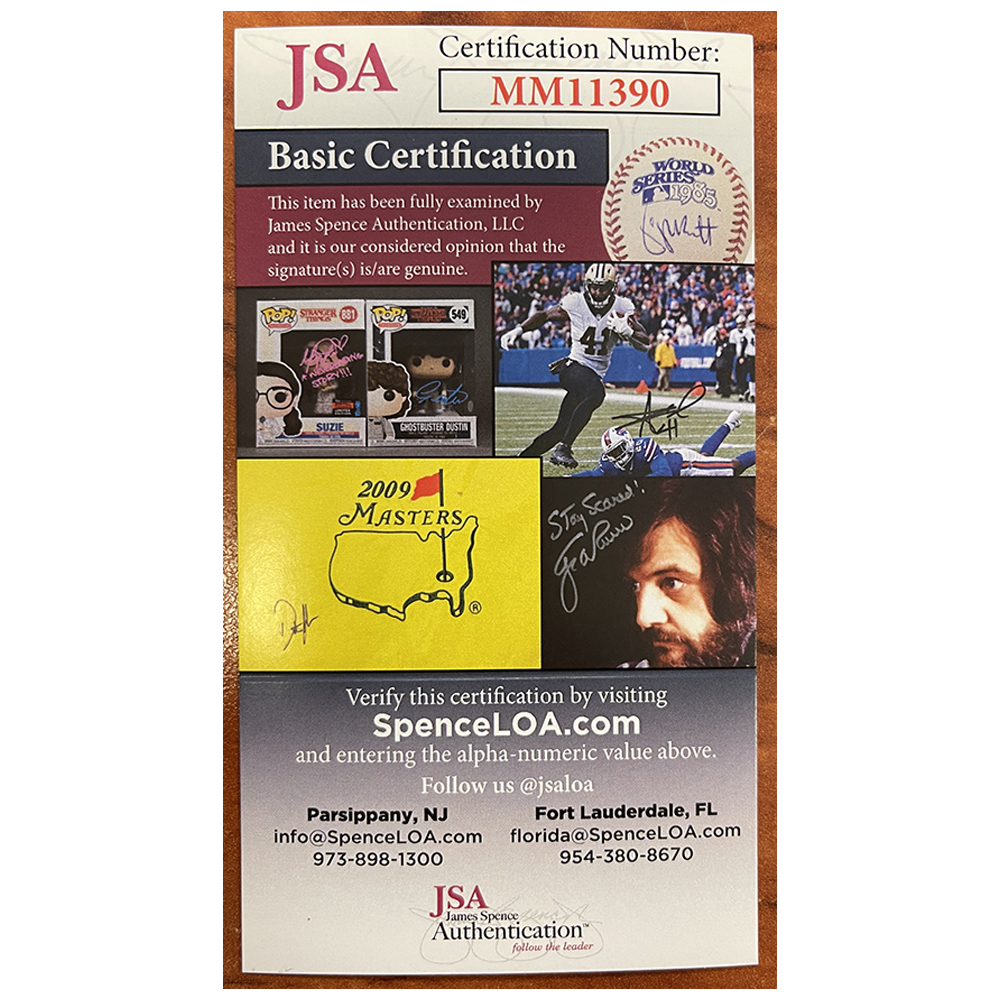 JSA
Certification Number:
MM11390
Basic Certification
This item has been fully examined by
James Spence Authentication, LLC
and it is our considered opinion that the
signature(s) is/are genuine.
WORLD
SERIES
1985
POP!
STRANGER
THINGS
881
POP!
549
STORY!!!
SUZIE
GHOSTBUSTER DUSTIN
41
2009
MASTERS
®
Stay Scared!
Verify this certification by visiting
SpenceLOA.com
and entering the alpha-numeric value above.
Follow us @jsaloa
Parsippany, NJ
info@SpenceLOA.com
973-898-1300
Fort Lauderdale, FL
florida@SpenceLOA.com
954-380-8670
JSA
James Spence
Authentication™
follow the leader